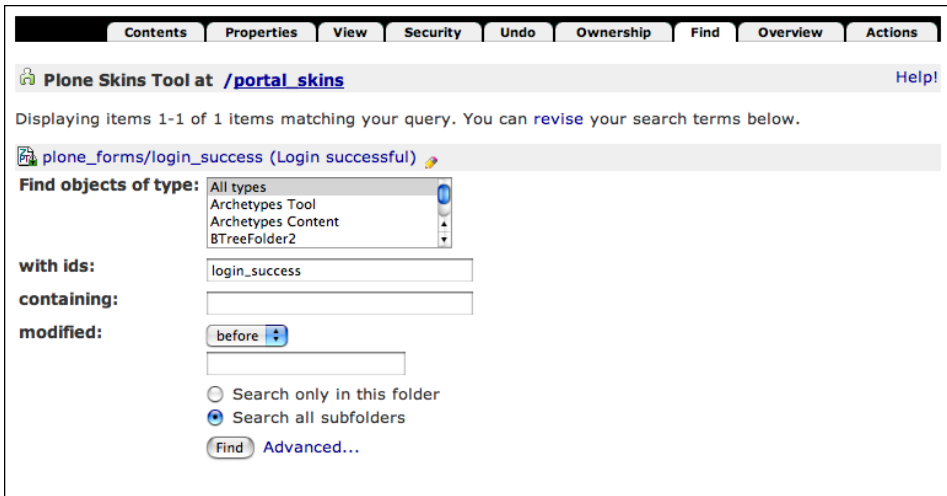 Contents Properties View Security Undo Ownership Find Overview Actions
Plone Skins Tool at /portal_skins Help!
Displaying items 1-1 of 1 items matching your query. You can revise your search terms below.
plone_forms/login_success (Login successful)
Find objects of type: All types
Archetypes Tool
Archetypes Content
BTreeFolder2
with ids: login_success
containing:
modified: before
Search only in this folder
Search all subfolders
Find Advanced...